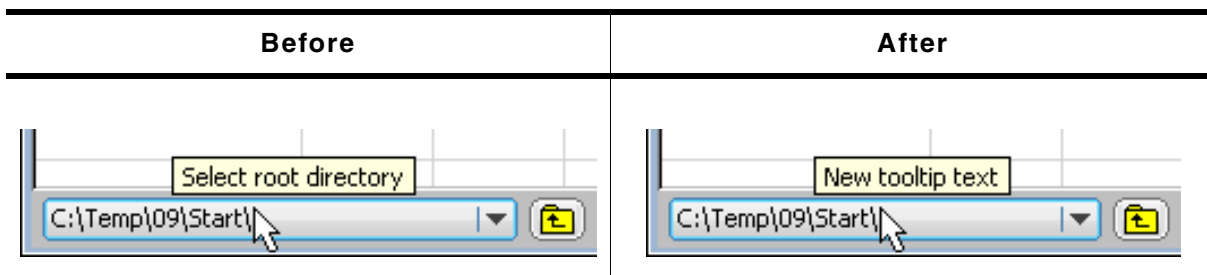 Before
After
Select root directory
C:\Temp\09\Start\
New tooltip text
C:\Temp\09\Start\